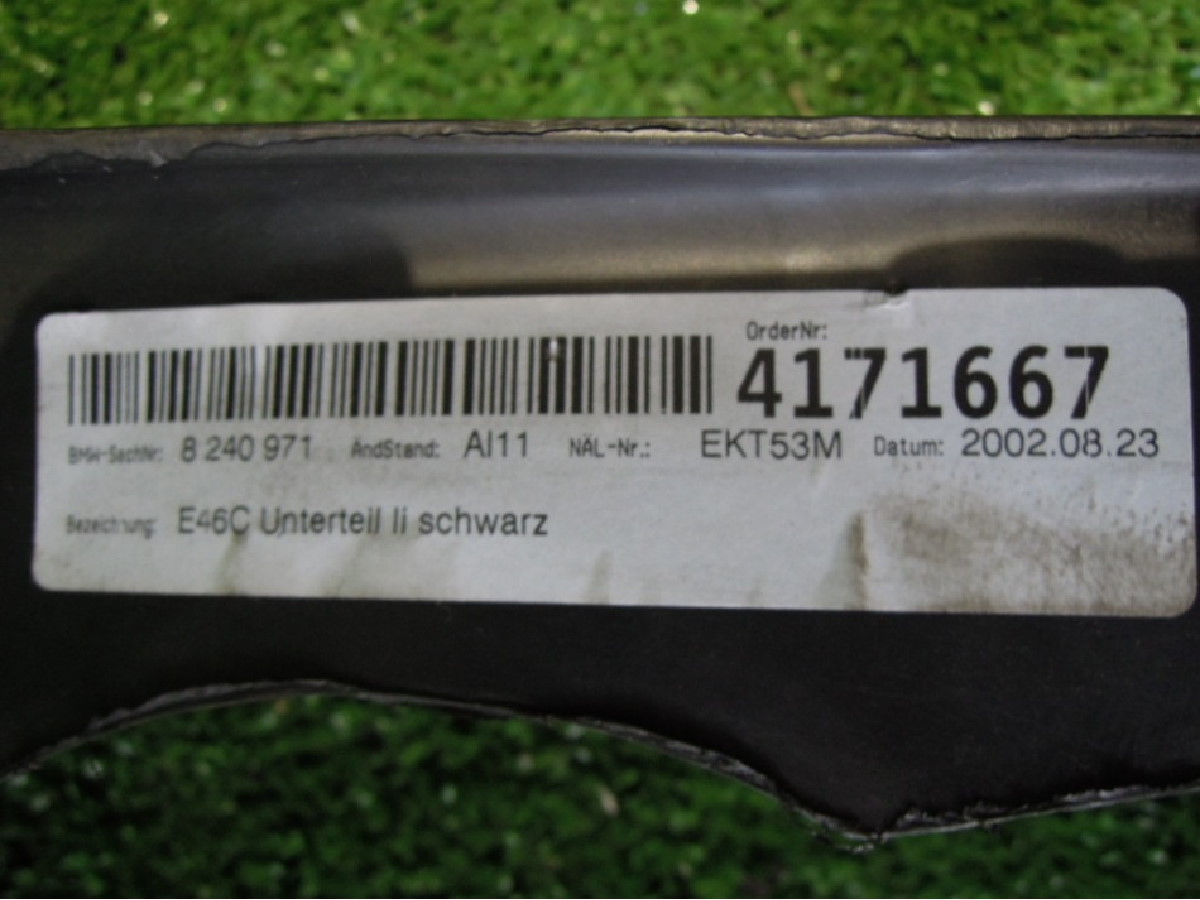 OrderNr:
4171667
BMW-SachNr: 8 240 971 ÄndStand: AI11 NÄL-Nr.: EKT53M Datum: 2002.08.23
Bezeichnung: E46C Unterteil li schwarz